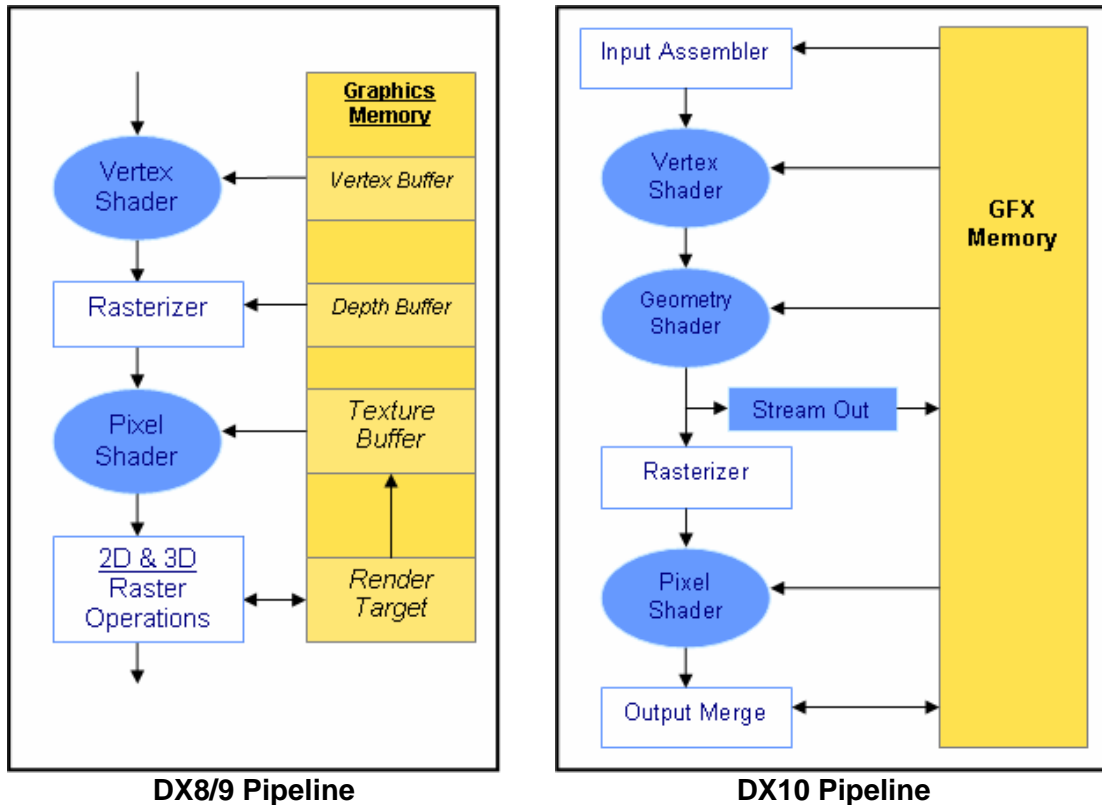 Graphics
Memory
Vertex
Shader
Vertex Buffer
Rasterizer
Depth Buffer
Pixel
Shader
Texture
Buffer
2D & 3D
Raster
Operations
Render
Target
DX8/9 Pipeline
Input Assembler
Vertex
Shader
GFX
Memory
Geometry
Shader
Stream Out
Rasterizer
Pixel
Shader
Output Merge
DX10 Pipeline